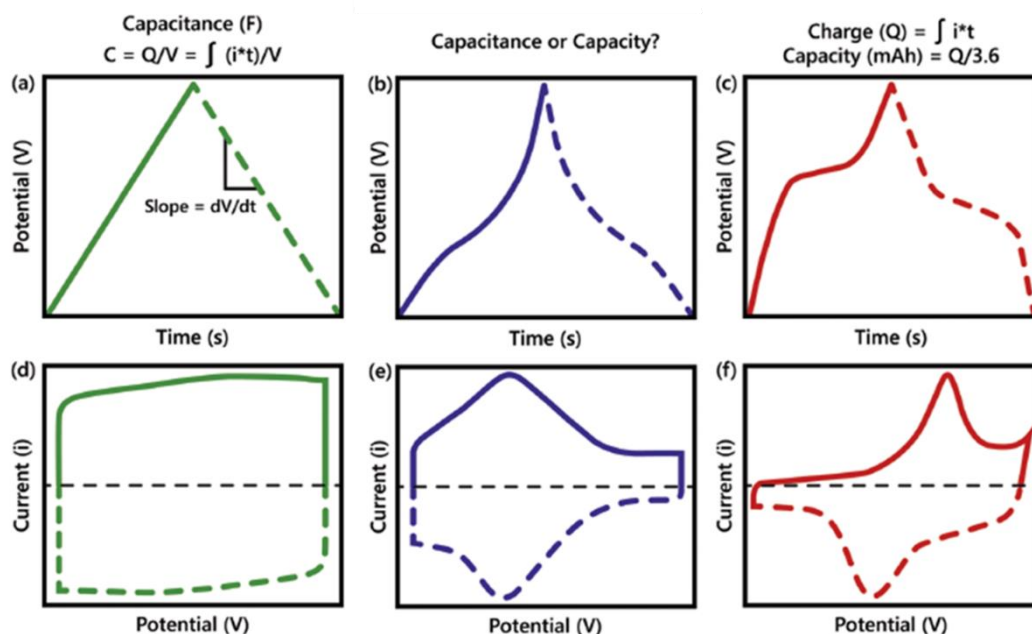 Capacitance (F)
C = Q/V = ∫ (i*t)/V
Capacitance or Capacity?
Charge (Q) = ∫ i*t
Capacity (mAh) = Q/3.6
(a)
Potential (V)
Slope = dV/dt
Time (s)
(b)
Potential (V)
Time (s)
(c)
Potential (V)
Time (s)
(d)
Current (i)
Potential (V)
(e)
Current (i)
Potential (V)
(f)
Current (i)
Potential (V)